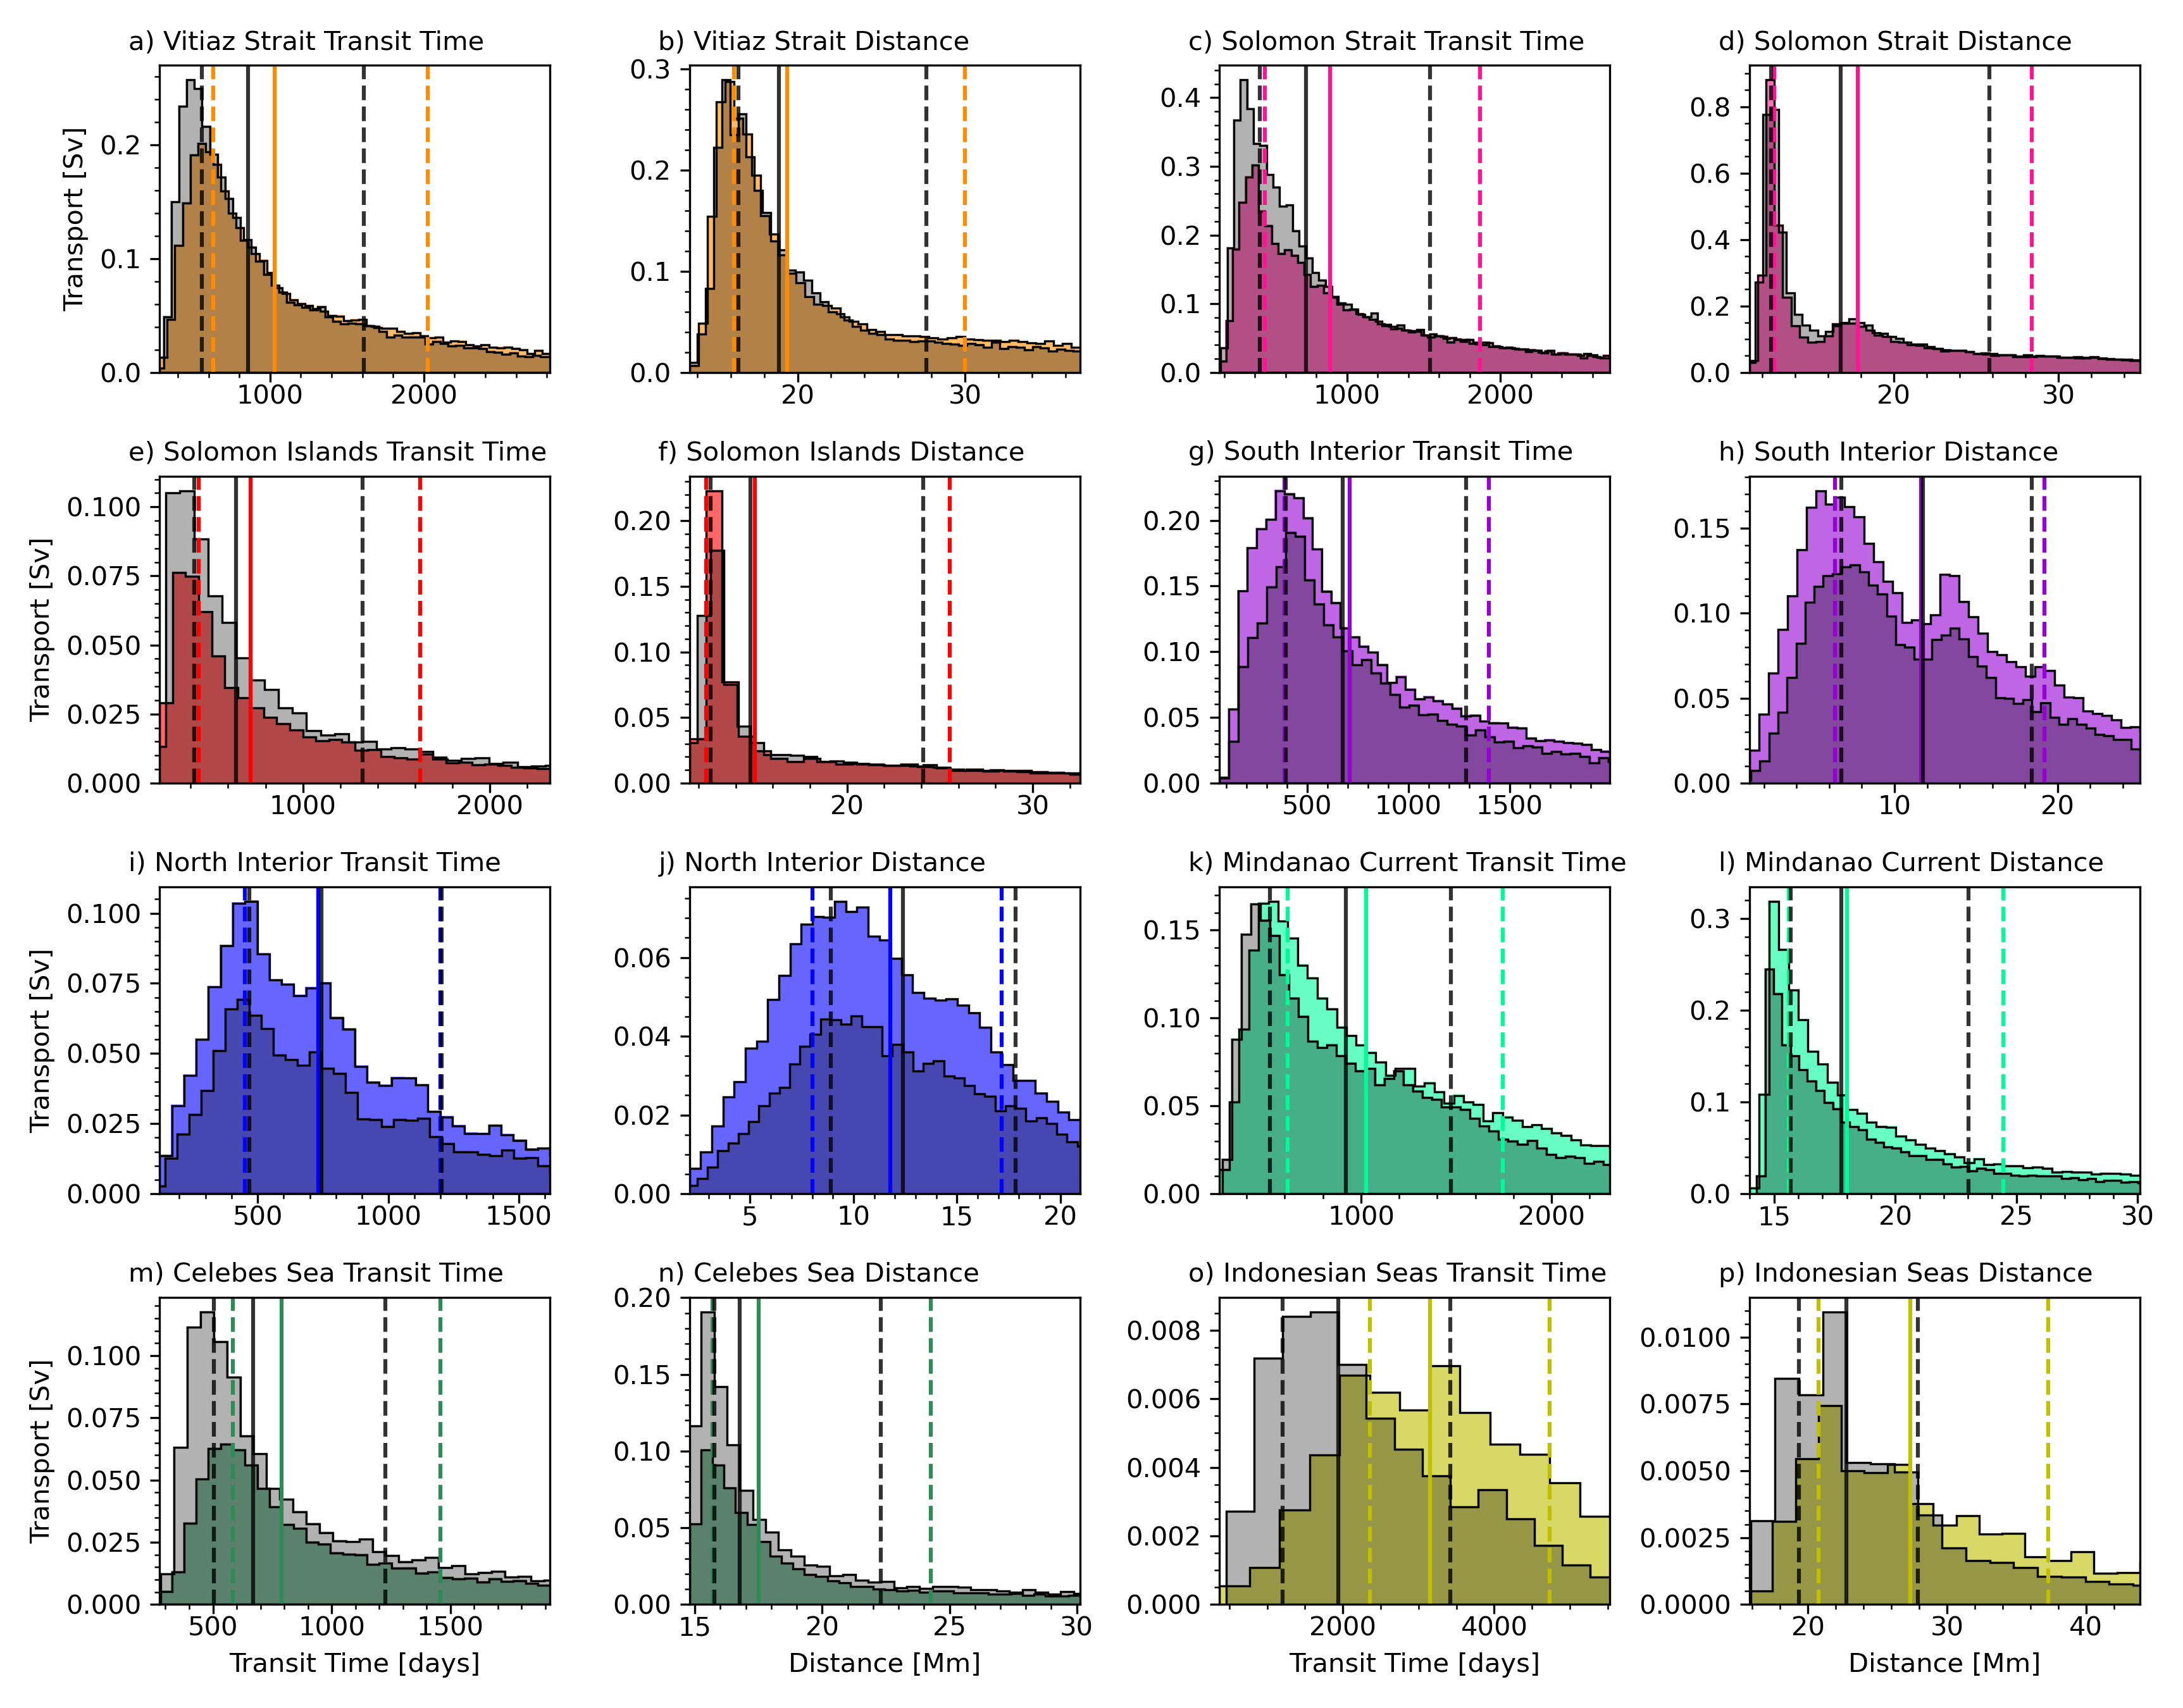 a) Vitiaz Strait Transit Time
b) Vitiaz Strait Distance
c) Solomon Strait Transit Time
d) Solomon Strait Distance
Transport [Sv]
0.0
0.1
0.2
1000 2000
0.0
0.1
0.2
0.3
20 30
0.0
0.1
0.2
0.3
0.4
1000 2000
0.0
0.2
0.4
0.6
0.8
20 30
e) Solomon Islands Transit Time
f) Solomon Islands Distance
g) South Interior Transit Time
h) South Interior Distance
Transport [Sv]
0.000
0.025
0.050
0.075
0.100
1000 2000
0.00
0.05
0.10
0.15
0.20
20 30
0.00
0.05
0.10
0.15
0.20
500 1000 1500
0.00
0.05
0.10
0.15
10 20
i) North Interior Transit Time
j) North Interior Distance
k) Mindanao Current Transit Time
l) Mindanao Current Distance
Transport [Sv]
0.000
0.025
0.050
0.075
0.100
500 1000 1500
0.00
0.02
0.04
0.06
5 10 15 20
0.00
0.05
0.10
0.15
1000 2000
0.0
0.1
0.2
0.3
15 20 25 30
m) Celebes Sea Transit Time
n) Celebes Sea Distance
o) Indonesian Seas Transit Time
p) Indonesian Seas Distance
Transport [Sv]
0.000
0.025
0.050
0.075
0.100
500 1000 1500
Transit Time [days]
0.00
0.05
0.10
0.15
0.20
15 20 25 30
Distance [Mm]
0.000
0.002
0.004
0.006
0.008
2000 4000
Transit Time [days]
0.0000
0.0025
0.0050
0.0075
0.0100
20 30 40
Distance [Mm]